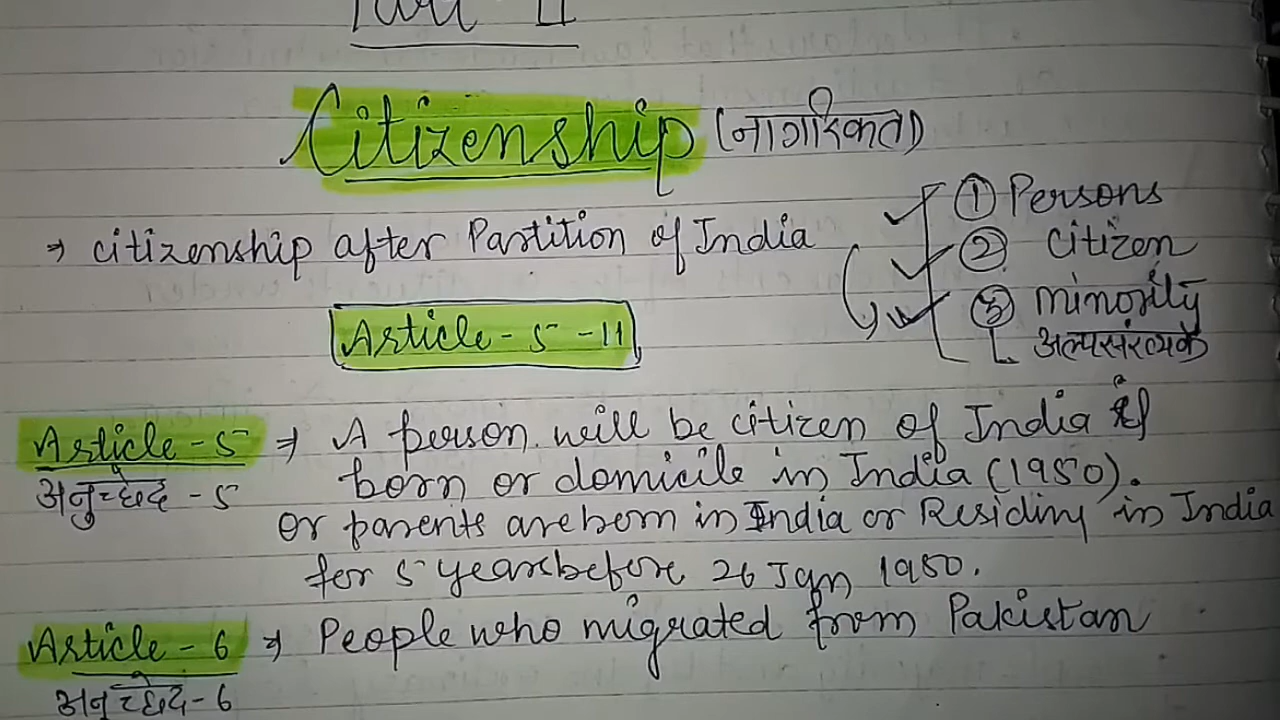 Part II
Citizenship (नागरिकता)
→ citizenship after Partition of India
① Persons
② citizen
③ minority
अल्पसंख्यक
Article - 5 - 11
Article - 5 ⇒ A person will be citizen of India if
अनुच्छेद - 5 born or domicile in India (1950).
or parents are born in India or Residing in India
for 5 years before 26 Jan 1950.
Article - 6 ⇒ People who migrated from Pakistan
अनुच्छेद - 6